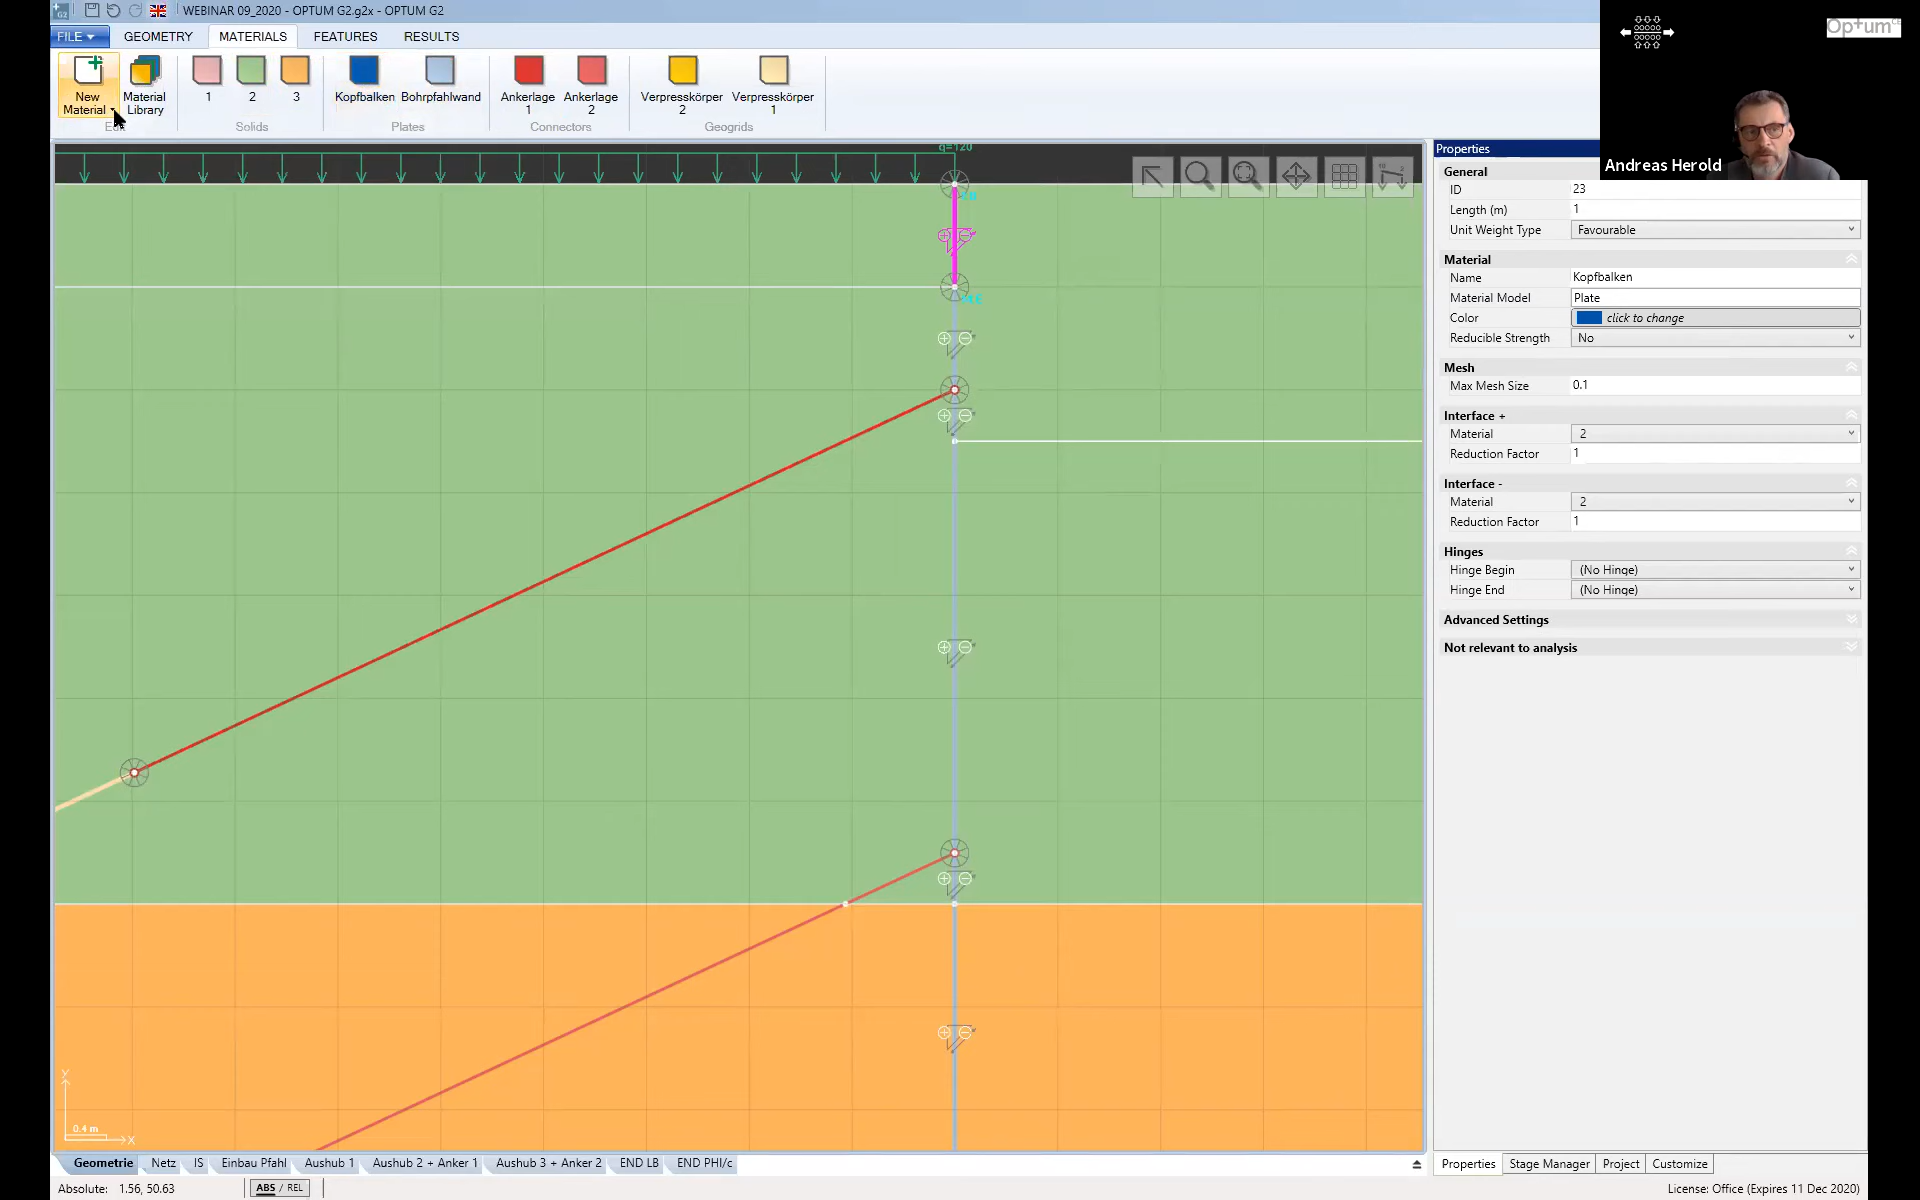 WEBINAR 09_2020 - OPTUM G2.g2x - OPTUM G2
FILE
GEOMETRY
MATERIALS
FEATURES
RESULTS
New Material
Material Library
1
2
3
Kopfbalken
Bohrpfahlwand
Ankerlage 1
Ankerlage 2
Verpresskörper 2
Verpresskörper 1
Solids
Plates
Connectors
Geogrids
Optum
Andreas Herold
q=120
Properties
General
ID 23
Length (m) 1
Unit Weight Type Favourable
Material
Name Kopfbalken
Material Model Plate
Color click to change
Reducible Strength No
Mesh
Max Mesh Size 0.1
Interface +
Material 2
Reduction Factor 1
Interface -
Material 2
Reduction Factor 1
Hinges
Hinge Begin (No Hinge)
Hinge End (No Hinge)
Advanced Settings
Not relevant to analysis
Y
0.4 m
X
Geometrie
Netz
IS
Einbau Pfahl
Aushub 1
Aushub 2 + Anker 1
Aushub 3 + Anker 2
END LB
END PHI/c
Properties
Stage Manager
Project
Customize
Absolute: 1.56, 50.63
ABS / REL
License: Office (Expires 11 Dec 2020)